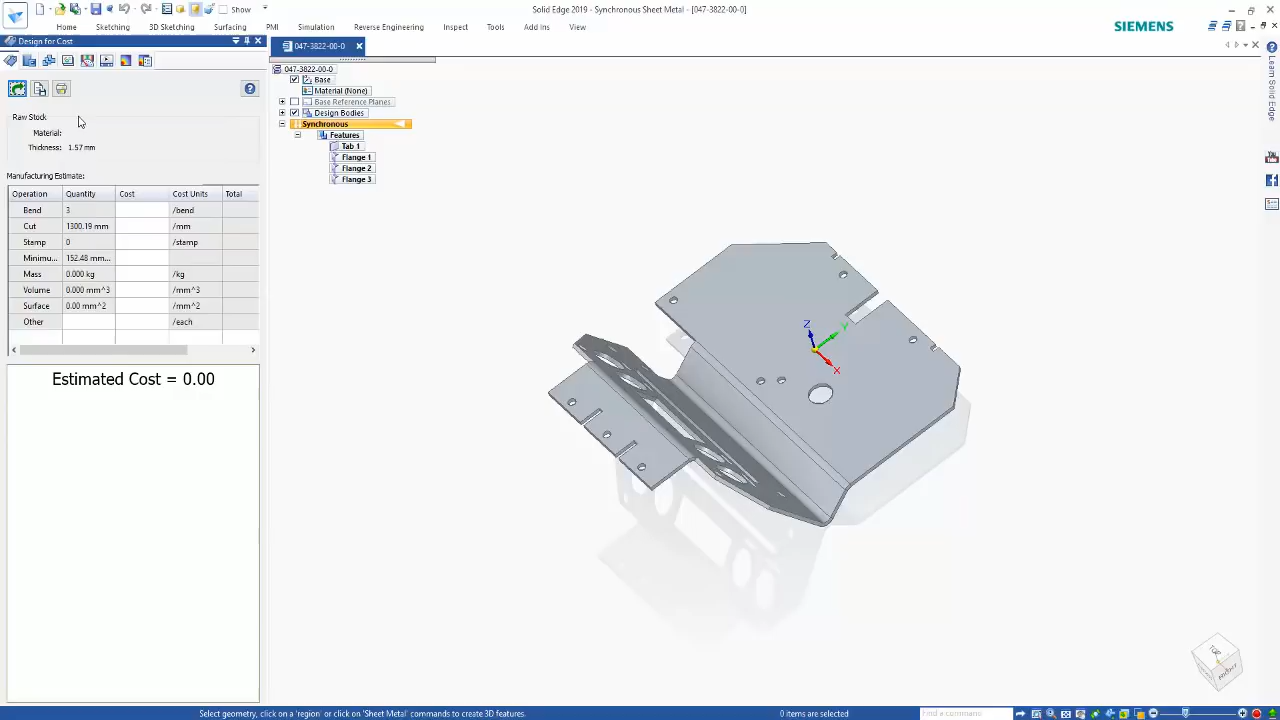 Show
Solid Edge 2019 - Synchronous Sheet Metal - [047-3822-00-0]
Home Sketching 3D Sketching Surfacing PMI Simulation Reverse Engineering Inspect Tools Add Ins View
SIEMENS
Design for Cost
047-3822-00-0
Raw Stock
Material:
Thickness: 1.57 mm
Manufacturing Estimate:
Operation Quantity Cost Cost Units Total
Bend 3 /bend
Cut 1300.19 mm /mm
Stamp 0 /stamp
Minimu... 152.48 mm...
Mass 0.000 kg /kg
Volume 0.000 mm^3 /mm^3
Surface 0.00 mm^2 /mm^2
Other /each
Estimated Cost = 0.00
047-3822-00-0
Base
Material (None)
Base Reference Planes
Design Bodies
Synchronous
Features
Tab 1
Flange 1
Flange 2
Flange 3
Z
Y
X
Learn Solid Edge
You Tube
TOP
RIGHT
Select geometry, click on a 'region' or click on 'Sheet Metal' commands to create 3D features.
0 items are selected
Find a command